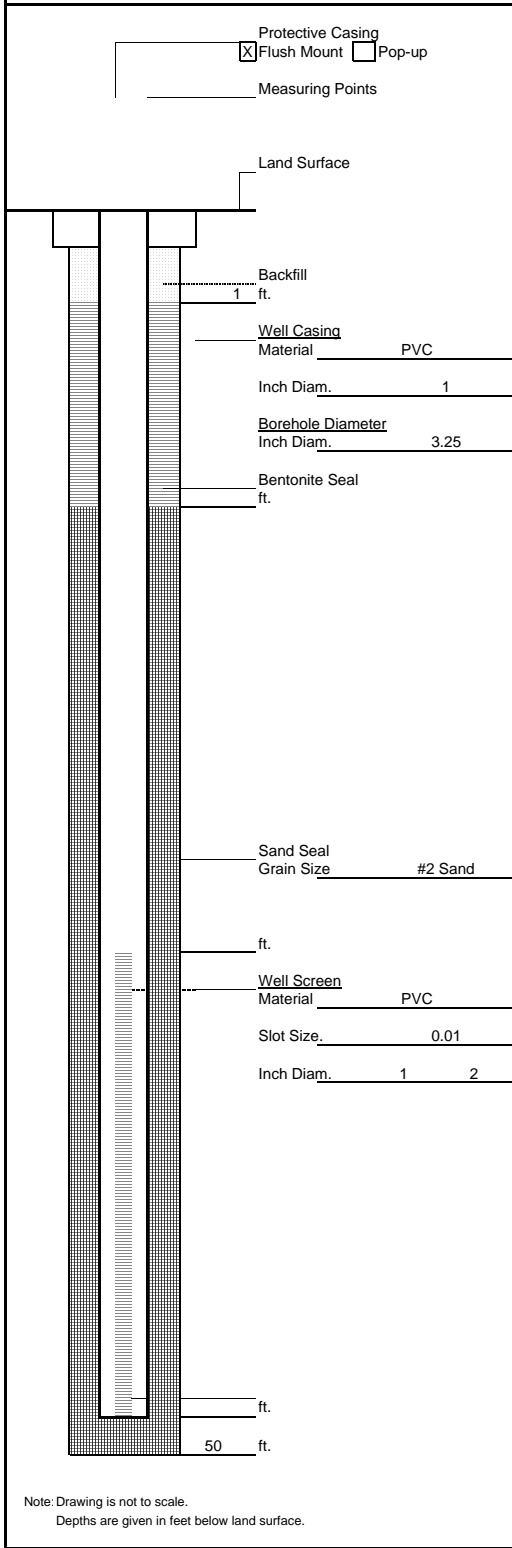 Protective Casing
X Flush Mount Pop-up
Measuring Points
Land Surface
Backfill
1 ft.
Well Casing
Material PVC
Inch Diam. 1
Borehole Diameter
Inch Diam. 3.25
Bentonite Seal
ft.
Sand Seal
Grain Size #2 Sand
ft.
Well Screen
Material PVC
Slot Size. 0.01
Inch Diam. 1 2
ft.
50 ft.
Note: Drawing is not to scale.
Depths are given in feet below land surface.